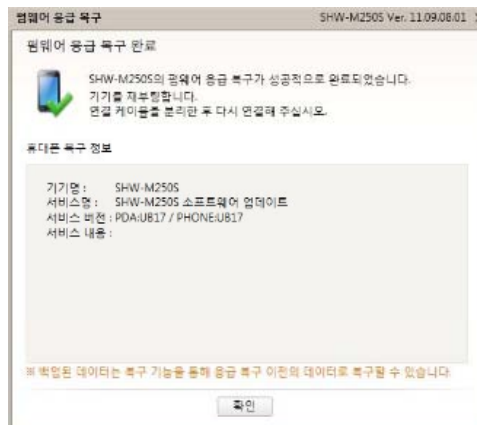 펌웨어 응급 복구 SHW-M250S Ver. 11.09.08.01
펌웨어 응급 복구 완료
SHW-M250S의 펌웨어 응급 복구가 성공적으로 완료되었습니다.
기기를 재부팅합니다.
연결 케이블을 분리한 후 다시 연결해 주십시오.
휴대폰 복구 정보
기기명 : SHW-M250S
서비스명 : SHW-M250S 소프트웨어 업데이트
서비스 버전 : PDA:UB17 / PHONE:UB17
서비스 내용 :
※ 백업된 데이터는 복구 기능을 통해 응급 복구 이전의 데이터로 복구할 수 있습니다.
확인